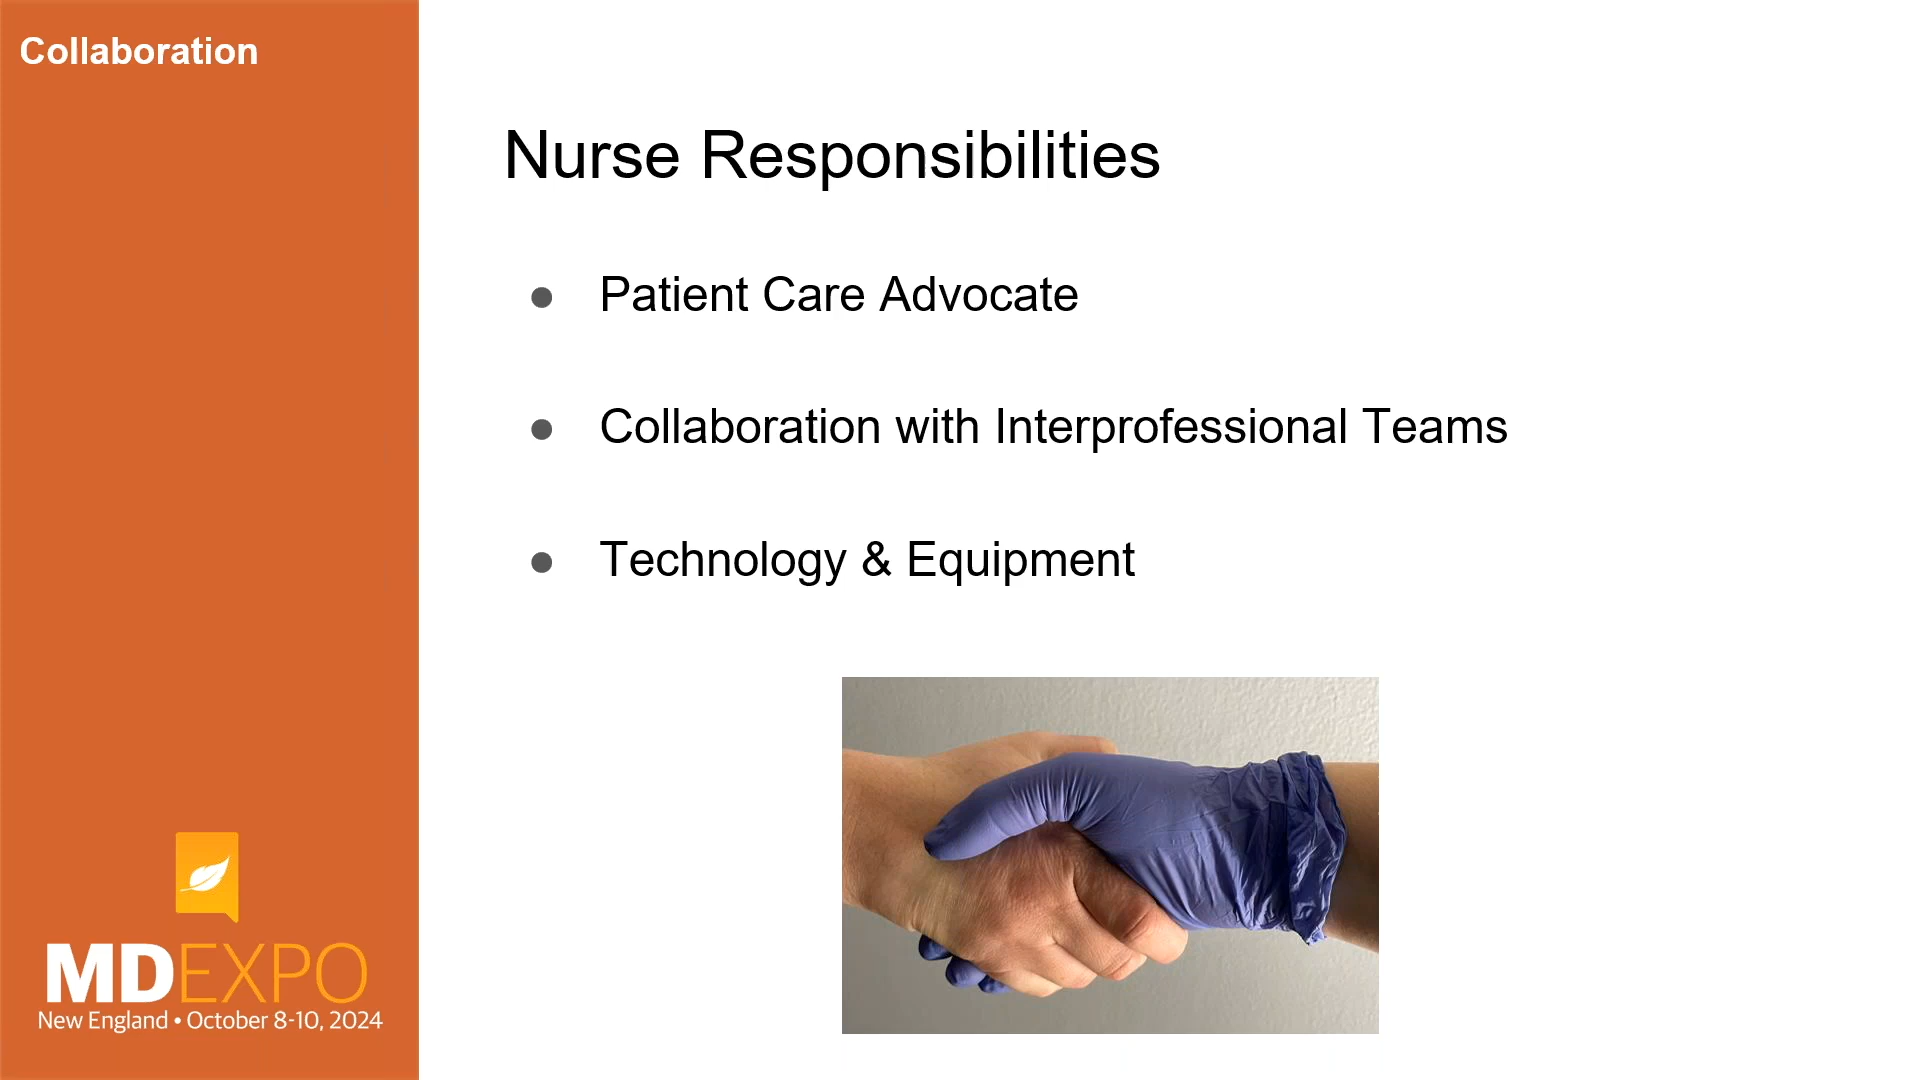 Collaboration
Nurse Responsibilities
● Patient Care Advocate
● Collaboration with Interprofessional Teams
● Technology & Equipment
MDEXPO
New England • October 8-10, 2024